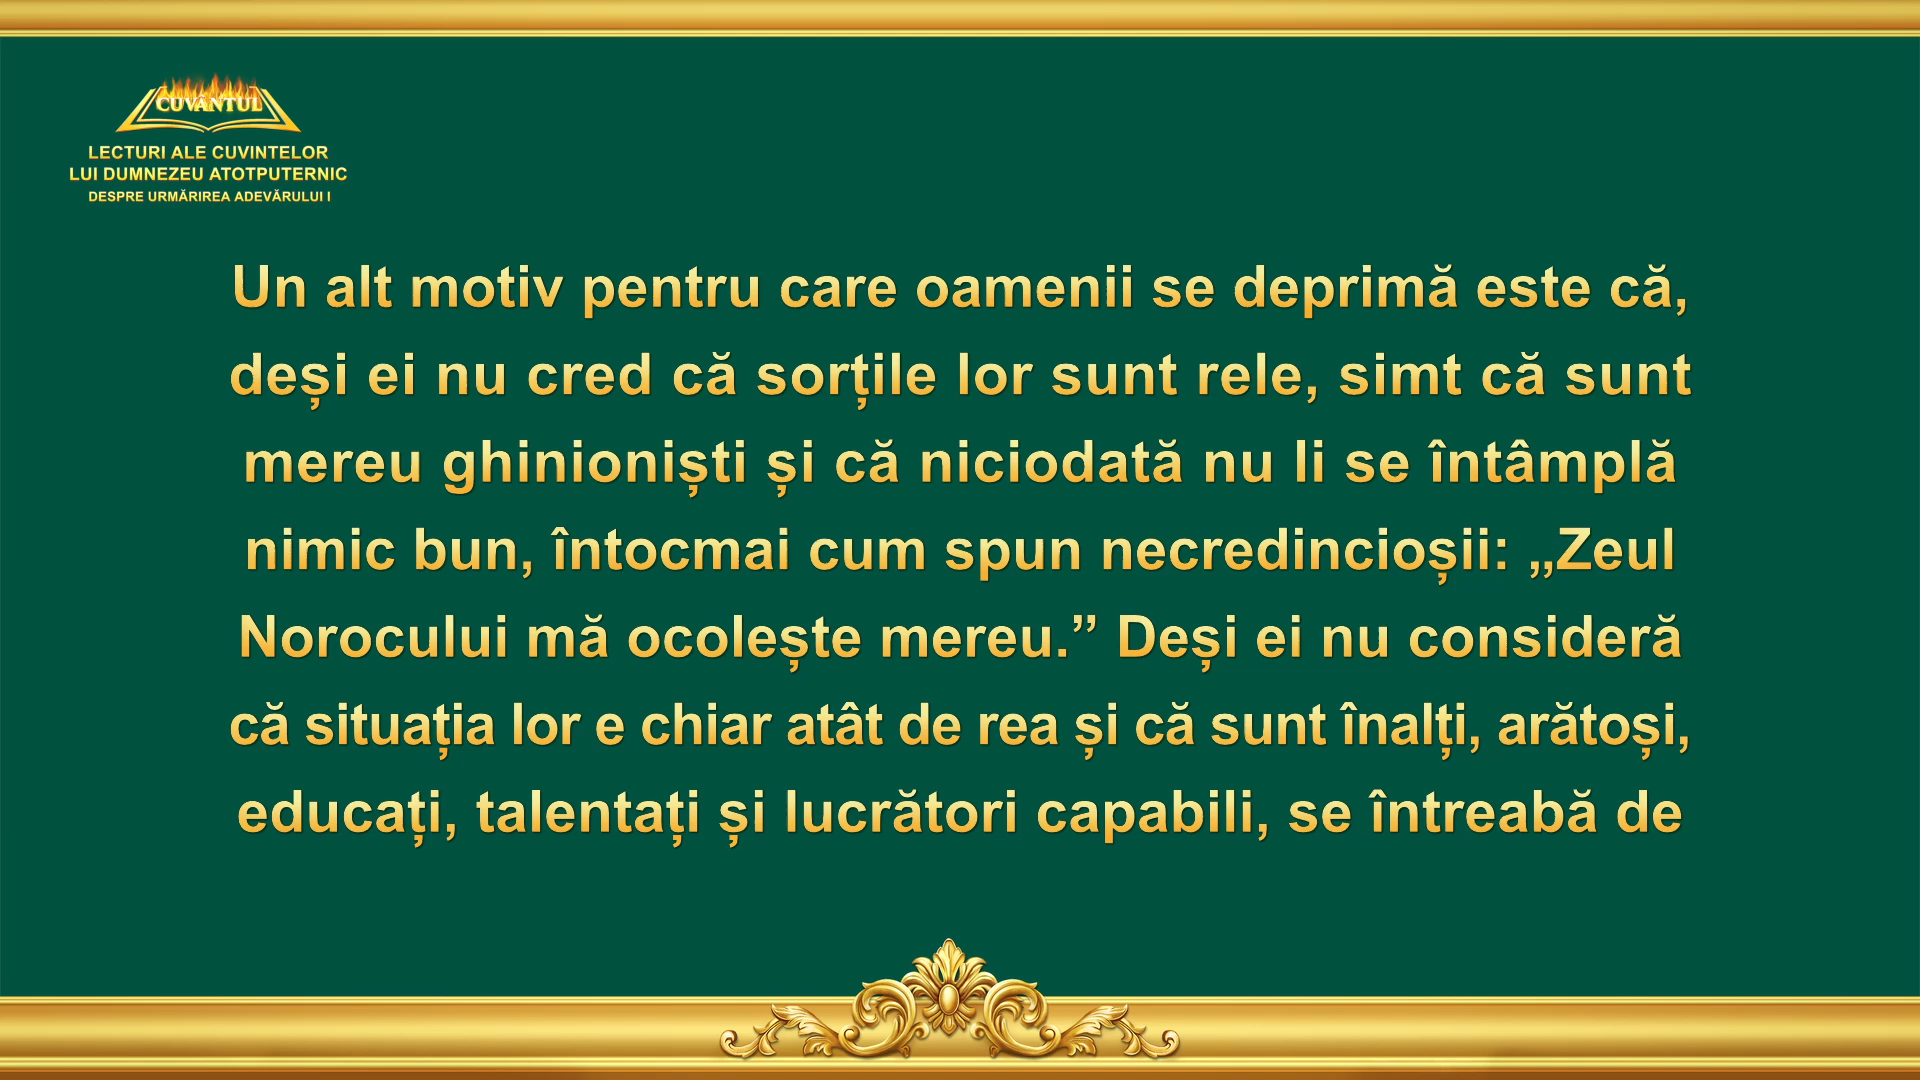 CUVÂNTUL
LECTURI ALE CUVINTELOR
LUI DUMNEZEU ATOTPUTERNIC
DESPRE URMĂRIREA ADEVĂRULUI I
Un alt motiv pentru care oamenii se deprimă este că,
deși ei nu cred că sorțile lor sunt rele, simt că sunt
mereu ghinioniști și că niciodată nu li se întâmplă
nimic bun, întocmai cum spun necredincioșii: „Zeul
Norocului mă ocolește mereu.” Deși ei nu consideră
că situația lor e chiar atât de rea și că sunt înalți, arătoși,
educați, talentați și lucrători capabili, se întreabă de